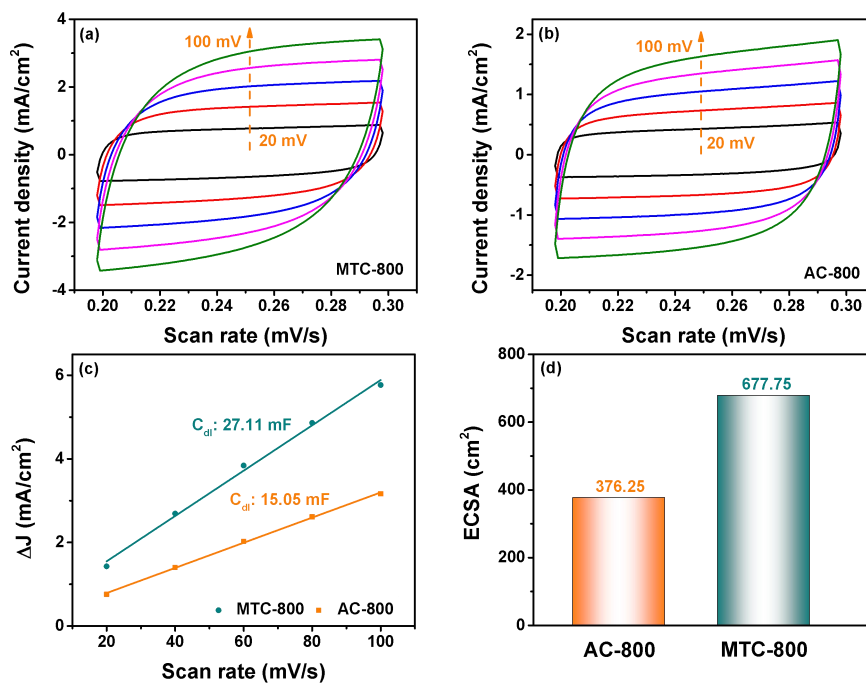 (a)
100 mV
20 mV
MTC-800
Current density (mA/cm²)
4
2
0
-2
-4
0.20 0.22 0.24 0.26 0.28 0.30
Scan rate (mV/s)
(b)
100 mV
20 mV
AC-800
Current density (mA/cm²)
2
1
0
-1
-2
0.20 0.22 0.24 0.26 0.28 0.30
Scan rate (mV/s)
(c)
C_dl: 27.11 mF
C_dl: 15.05 mF
MTC-800 AC-800
ΔJ (mA/cm²)
6
4
2
0
20 40 60 80 100
Scan rate (mV/s)
(d)
677.75
376.25
ECSA (cm²)
800
600
400
200
0
AC-800 MTC-800